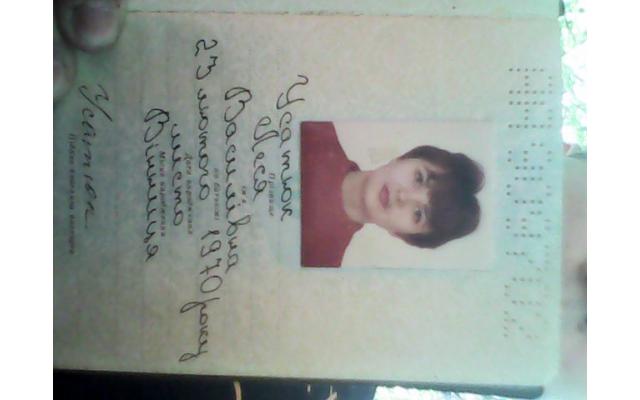 Усатюк
Прізвище
Леся
ім'я
Василівна
по батькові
23 лютого 1970 року
Дата народження
місто
Місце народження
Вінниця
Усатюк
Підпис власника паспорта